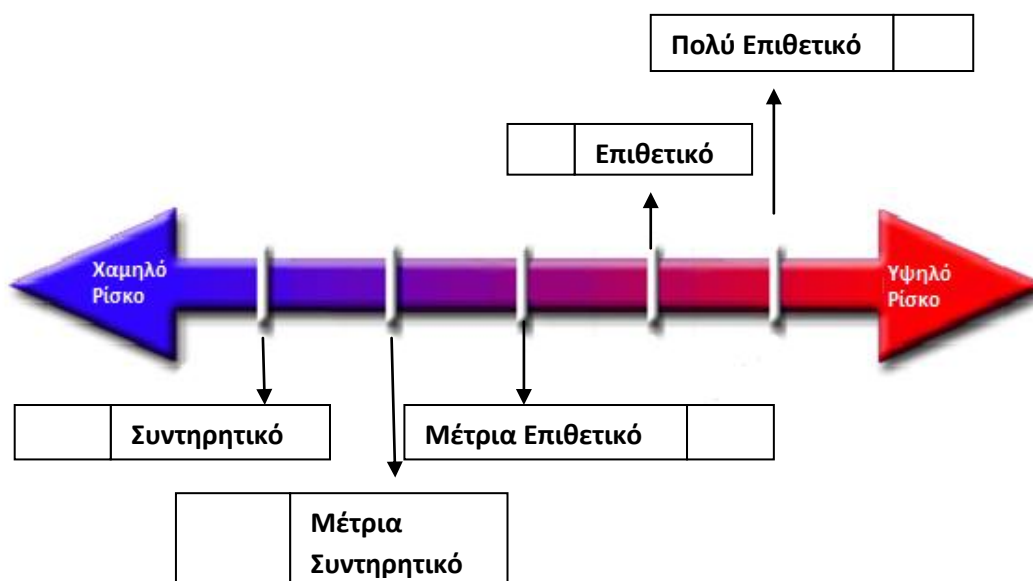 Πολύ Επιθετικό
Επιθετικό
Χαμηλό
Ρίσκο
Υψηλό
Ρίσκο
Συντηρητικό
Μέτρια Επιθετικό
Μέτρια
Συντηρητικό